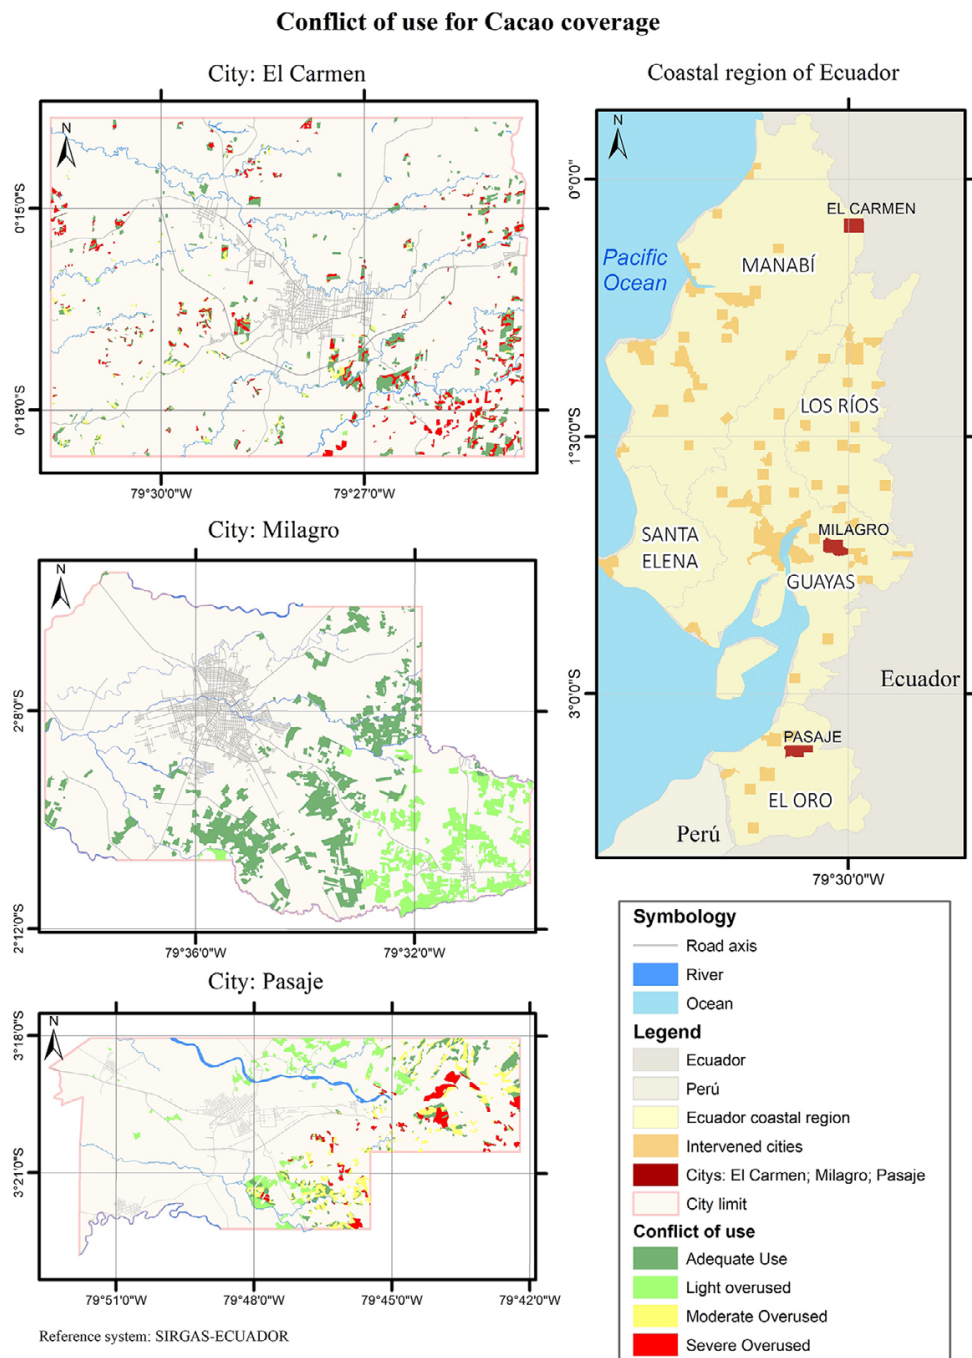 Conflict of use for Cacao coverage
City: El Carmen
N
0°15'0"S
0°18'0"S
79°30'0"W
79°27'0"W
City: Milagro
N
2°8'0"S
2°12'0"S
79°36'0"W
79°32'0"W
City: Pasaje
N
3°18'0"S
3°21'0"S
79°51'0"W
79°48'0"W
79°45'0"W
79°42'0"W
Reference system: SIRGAS-ECUADOR
Coastal region of Ecuador
N
0°0'0"
1°30'0"S
3°0'0"S
79°30'0"W
EL CARMEN
Pacific
Ocean
MANABÍ
LOS RÍOS
MILAGRO
SANTA
ELENA
GUAYAS
Ecuador
PASAJE
EL ORO
Perú
Symbology
Road axis
River
Ocean
Legend
Ecuador
Perú
Ecuador coastal region
Intervened cities
Citys: El Carmen; Milagro; Pasaje
City limit
Conflict of use
Adequate Use
Light overused
Moderate Overused
Severe Overused